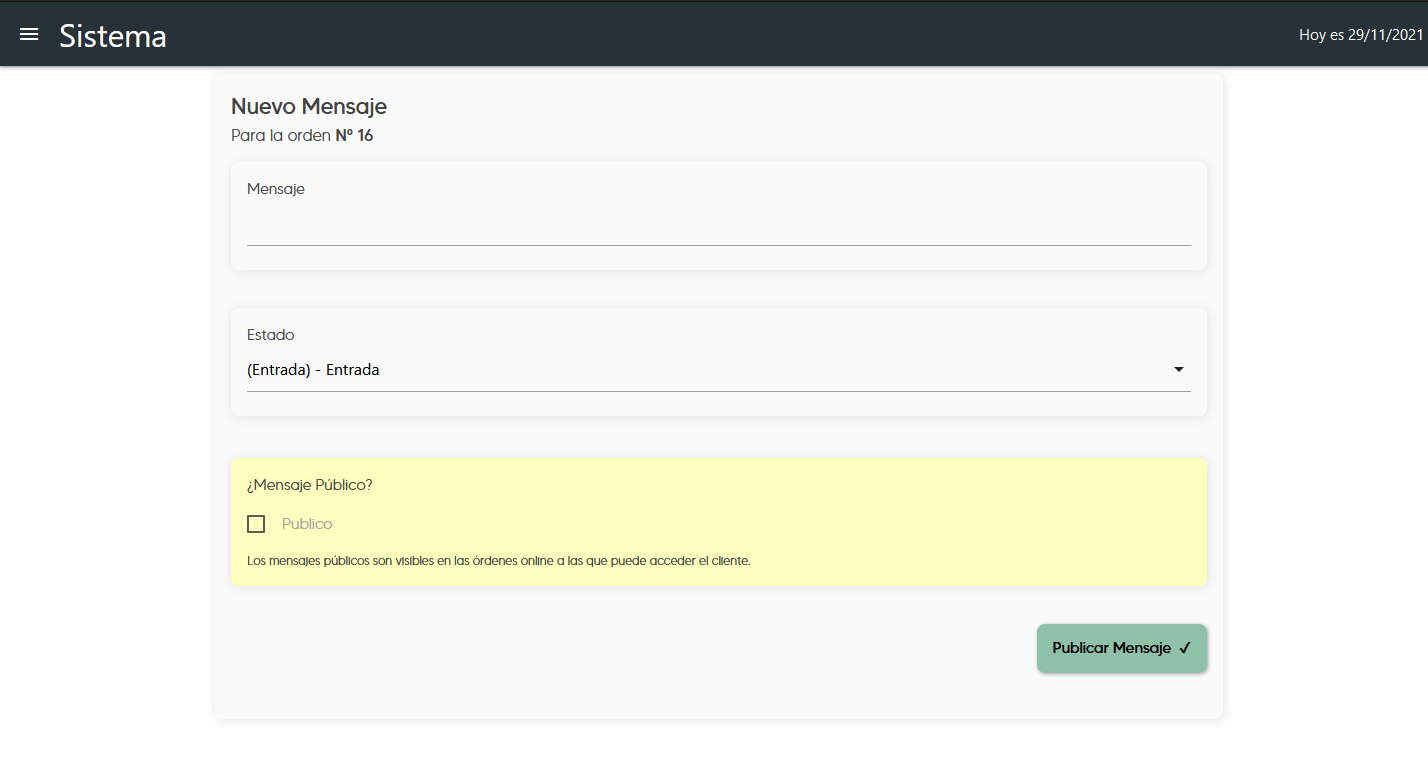 Sistema
Hoy es 29/11/2021
Nuevo Mensaje
Para la orden Nº 16
Mensaje
Estado
(Entrada) - Entrada
¿Mensaje Público?
Publico
Los mensajes públicos son visibles en las órdenes online a las que puede acceder el cliente.
Publicar Mensaje ✓